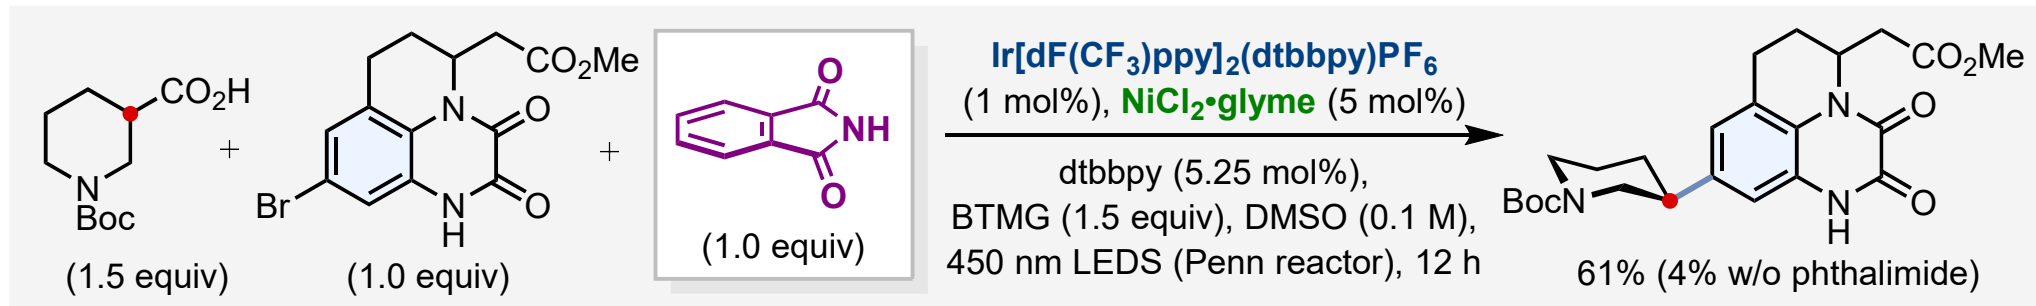 CO₂H
N
Boc
(1.5 equiv)
+
CO₂Me
N
O
O
N
H
Br
(1.0 equiv)
+
O
NH
O
(1.0 equiv)
Ir[dF(CF₃)ppy]₂(dtbbpy)PF₆
(1 mol%), NiCl₂•glyme (5 mol%)
dtbbpy (5.25 mol%),
BTMG (1.5 equiv), DMSO (0.1 M),
450 nm LEDS (Penn reactor), 12 h
CO₂Me
N
O
O
N
H
BocN
61% (4% w/o phthalimide)